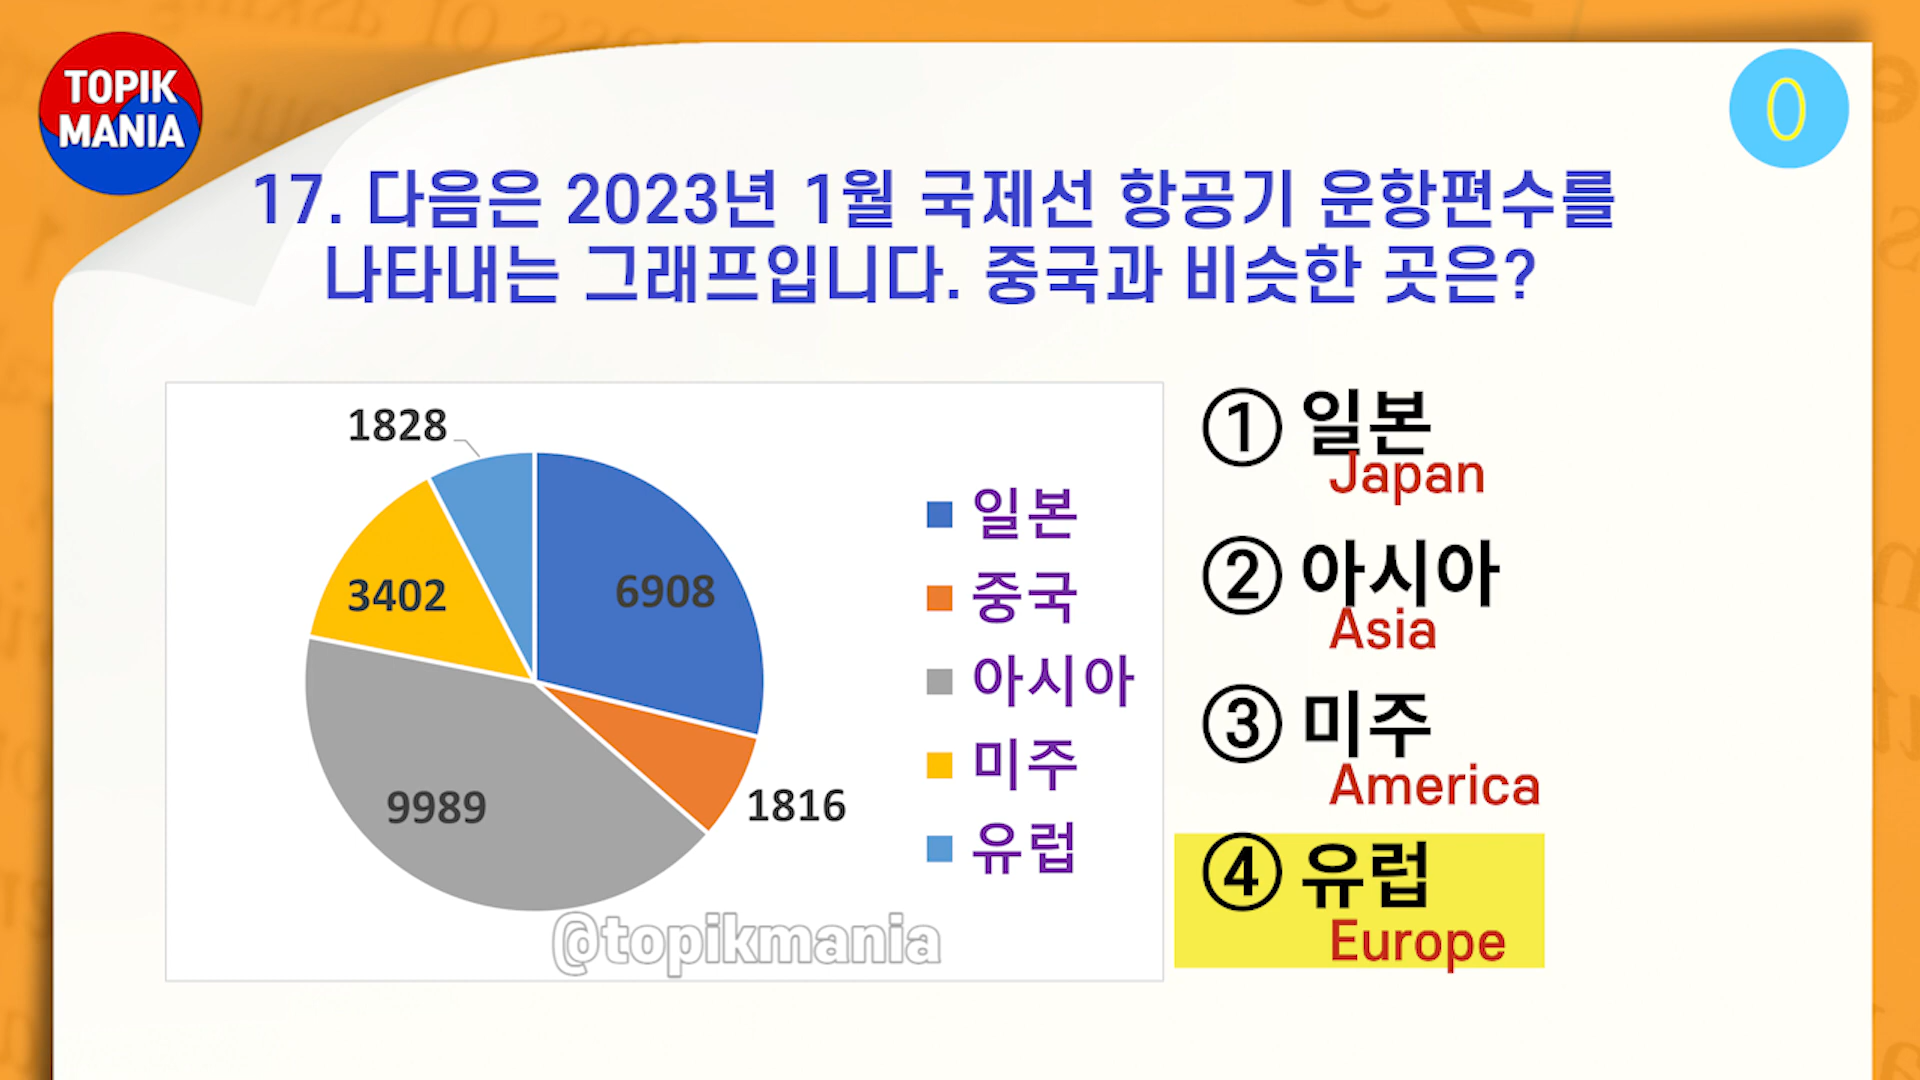 TOPIK
MANIA
0
17. 다음은 2023년 1월 국제선 항공기 운항편수를
나타내는 그래프입니다. 중국과 비슷한 곳은?
1828
6908
3402
9989
1816
일본
중국
아시아
미주
유럽
@topikmania
① 일본
Japan
② 아시아
Asia
③ 미주
America
④ 유럽
Europe